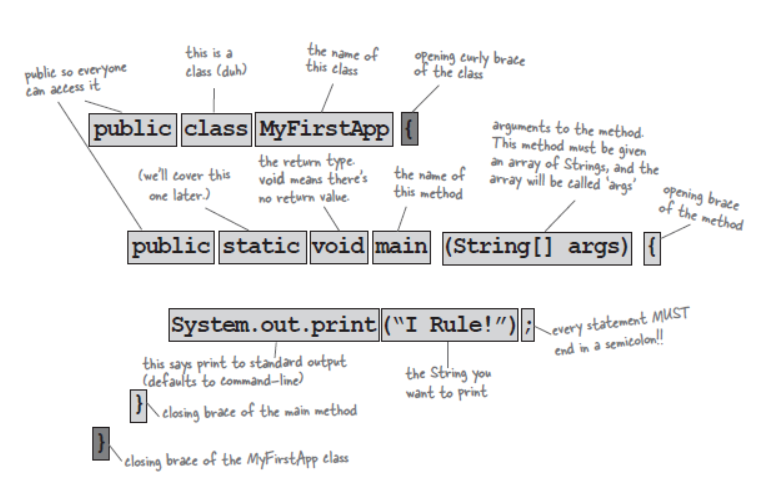 public so everyone
can access it
this is a
class (duh)
the name of
this class
opening curly brace
of the class
public class MyFirstApp {
(we'll cover this
one later.)
the return type.
void means there's
no return value.
the name of
this method
arguments to the method.
This method must be given
an array of Strings, and the
array will be called 'args'
opening brace
of the method
public static void main (String[] args) {
System.out.print(“I Rule!”);
every statement MUST
end in a semicolon!!
this says print to standard output
(defaults to command-line)
the String you
want to print
}
closing brace of the main method
}
closing brace of the MyFirstApp class